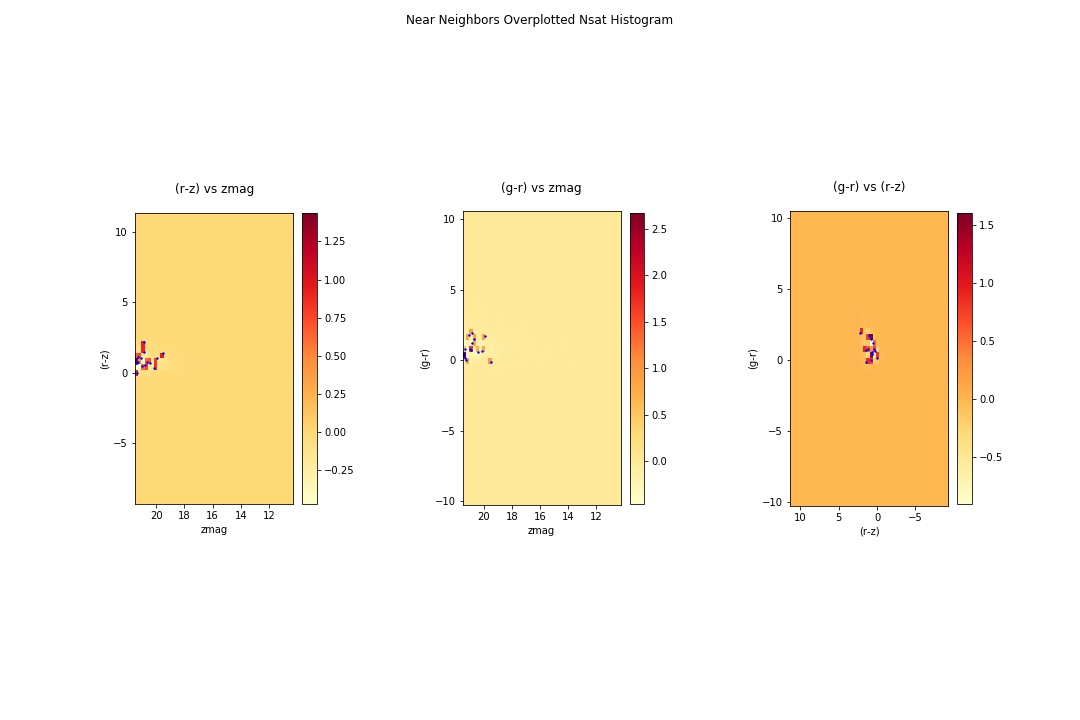 Near Neighbors Overplotted Nsat Histogram
(r-z) vs zmag
10
5
0
−5
(r-z)
20 18 16 14 12
zmag
1.25
1.00
0.75
0.50
0.25
0.00
−0.25
(g-r) vs zmag
10
5
0
−5
−10
(g-r)
20 18 16 14 12
zmag
2.5
2.0
1.5
1.0
0.5
0.0
(g-r) vs (r-z)
10
5
0
−5
−10
(g-r)
10 5 0 −5
(r-z)
1.5
1.0
0.5
0.0
−0.5